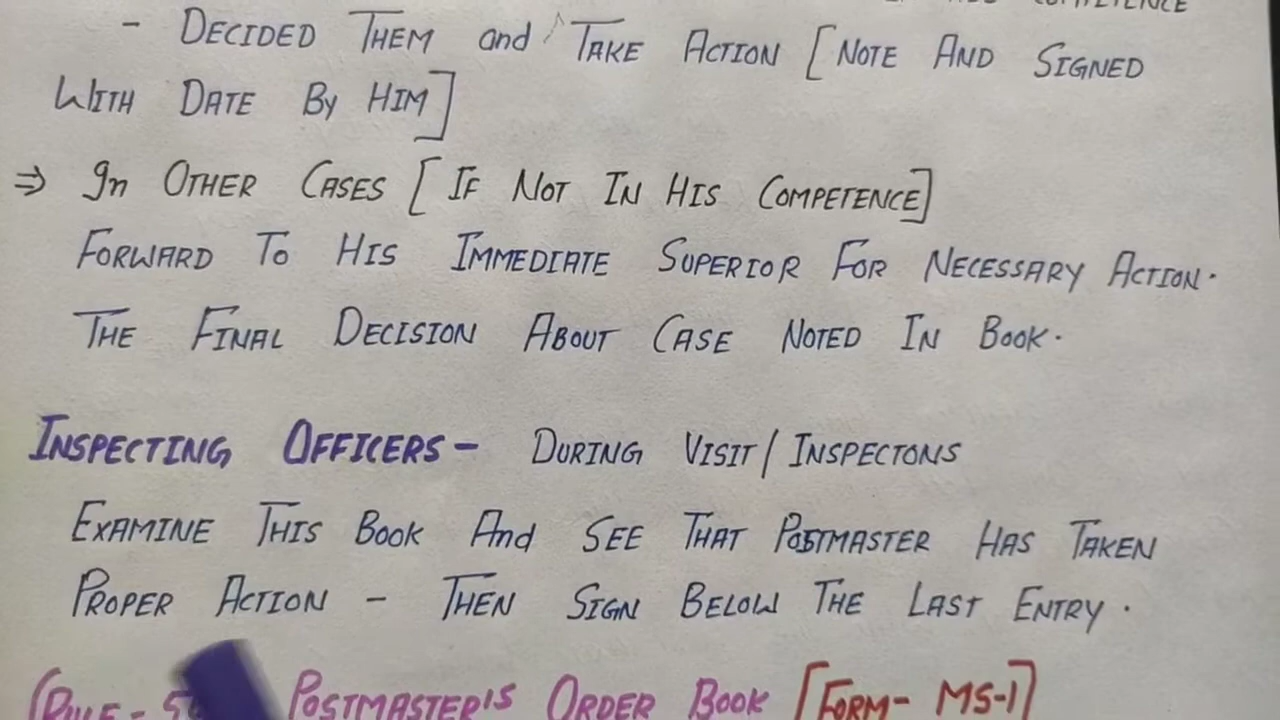 COMPETENCE
- DECIDED THEM and TAKE ACTION [NOTE AND SIGNED
WITH DATE By HIM]
⇒ In OTHER CASES [IF NOT IN HIS COMPETENCE]
FORWARD TO HIS IMMEDIATE SUPERIOR FOR NECESSARY ACTION.
THE FINAL DECISION ABOUT CASE NOTED IN BOOK.
INSPECTING OFFICERS - DURING VISIT/INSPECTONS
EXAMINE THIS BOOK And SEE THAT POSTMASTER HAS TAKEN
PROPER ACTION - THEN SIGN BELOW THE LAST ENTRY.
(RULE - POSTMASTER'S ORDER BOOK [FORM- MS-1]